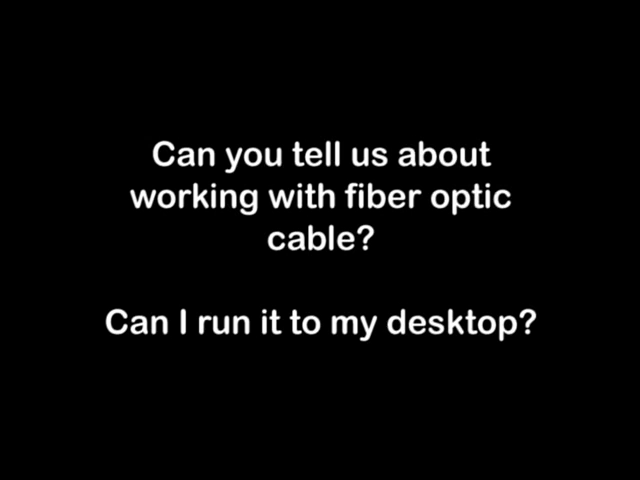 Can you tell us about
working with fiber optic
cable?
Can I run it to my desktop?